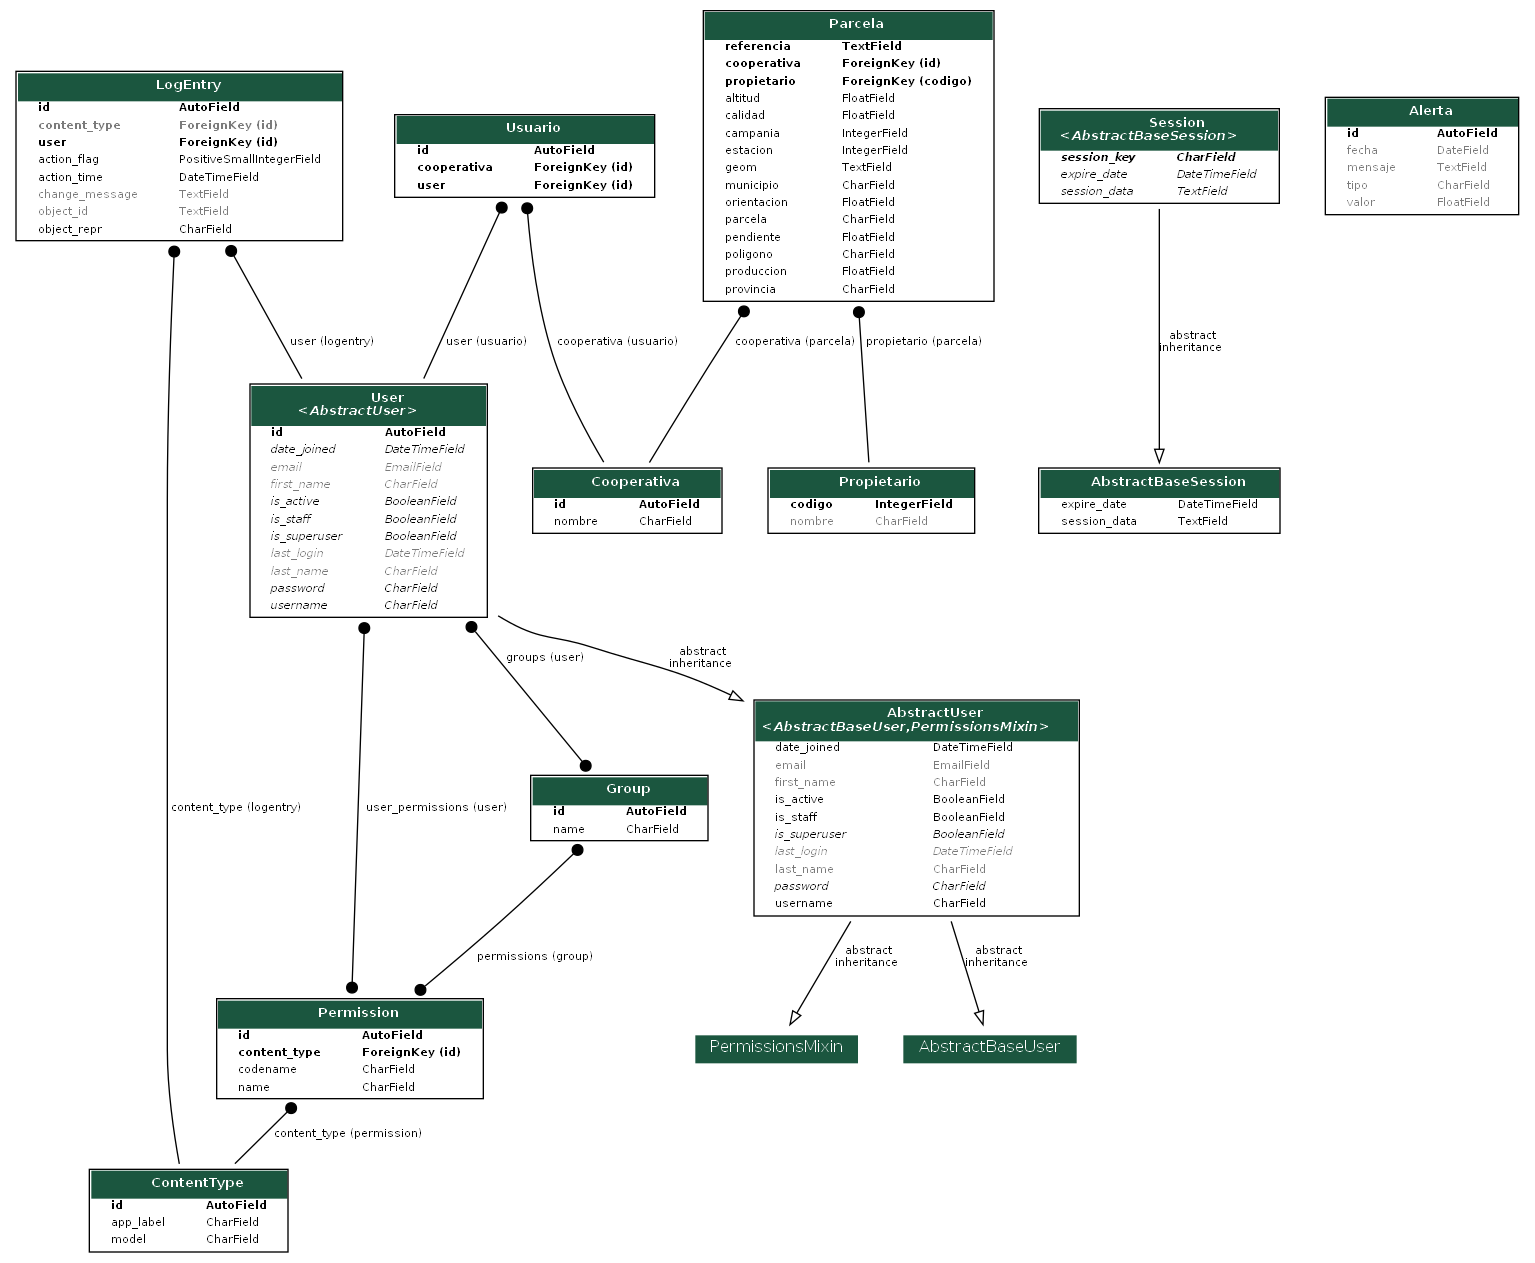 Parcela
referencia TextField
cooperativa ForeignKey (id)
propietario ForeignKey (codigo)
altitud FloatField
calidad FloatField
campania IntegerField
estacion IntegerField
geom TextField
municipio CharField
orientacion FloatField
parcela CharField
pendiente FloatField
poligono CharField
produccion FloatField
provincia CharField
LogEntry
id AutoField
content_type ForeignKey (id)
user ForeignKey (id)
action_flag PositiveSmallIntegerField
action_time DateTimeField
change_message TextField
object_id TextField
object_repr CharField
Usuario
id AutoField
cooperativa ForeignKey (id)
user ForeignKey (id)
Session
<AbstractBaseSession>
session_key CharField
expire_date DateTimeField
session_data TextField
Alerta
id AutoField
fecha DateField
mensaje TextField
tipo CharField
valor FloatField
user (logentry)
user (usuario)
cooperativa (usuario)
cooperativa (parcela)
propietario (parcela)
abstract
inheritance
User
<AbstractUser>
id AutoField
date_joined DateTimeField
email EmailField
first_name CharField
is_active BooleanField
is_staff BooleanField
is_superuser BooleanField
last_login DateTimeField
last_name CharField
password CharField
username CharField
Cooperativa
id AutoField
nombre CharField
Propietario
codigo IntegerField
nombre CharField
AbstractBaseSession
expire_date DateTimeField
session_data TextField
groups (user)
abstract
inheritance
AbstractUser
<AbstractBaseUser,PermissionsMixin>
date_joined DateTimeField
email EmailField
first_name CharField
is_active BooleanField
is_staff BooleanField
is_superuser BooleanField
last_login DateTimeField
last_name CharField
password CharField
username CharField
Group
id AutoField
name CharField
content_type (logentry)
user_permissions (user)
permissions (group)
abstract
inheritance
abstract
inheritance
Permission
id AutoField
content_type ForeignKey (id)
codename CharField
name CharField
PermissionsMixin
AbstractBaseUser
content_type (permission)
ContentType
id AutoField
app_label CharField
model CharField